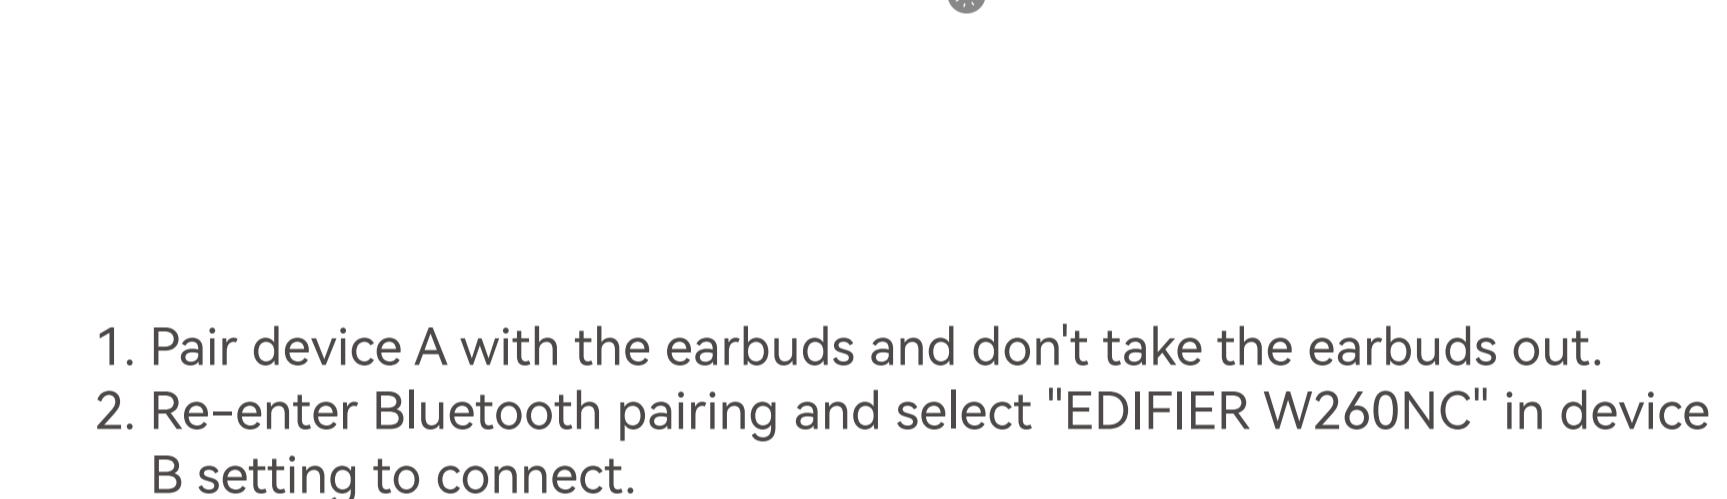 1. Pair device A with the earbuds and don't take the earbuds out.
2. Re-enter Bluetooth pairing and select "EDIFIER W260NC" in device
B setting to connect.